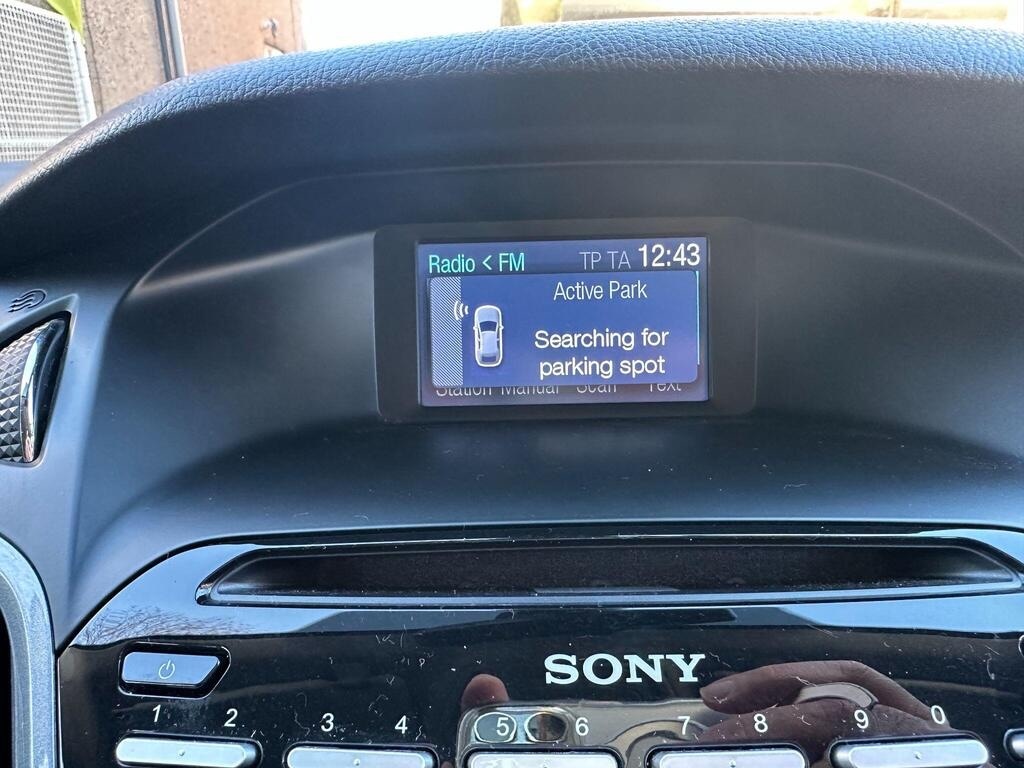 Radio < FM TP TA 12:43
Active Park
Searching for
parking spot
Station Manual Scan Text
SONY
1 2 3 4 5 6 7 8 9 0